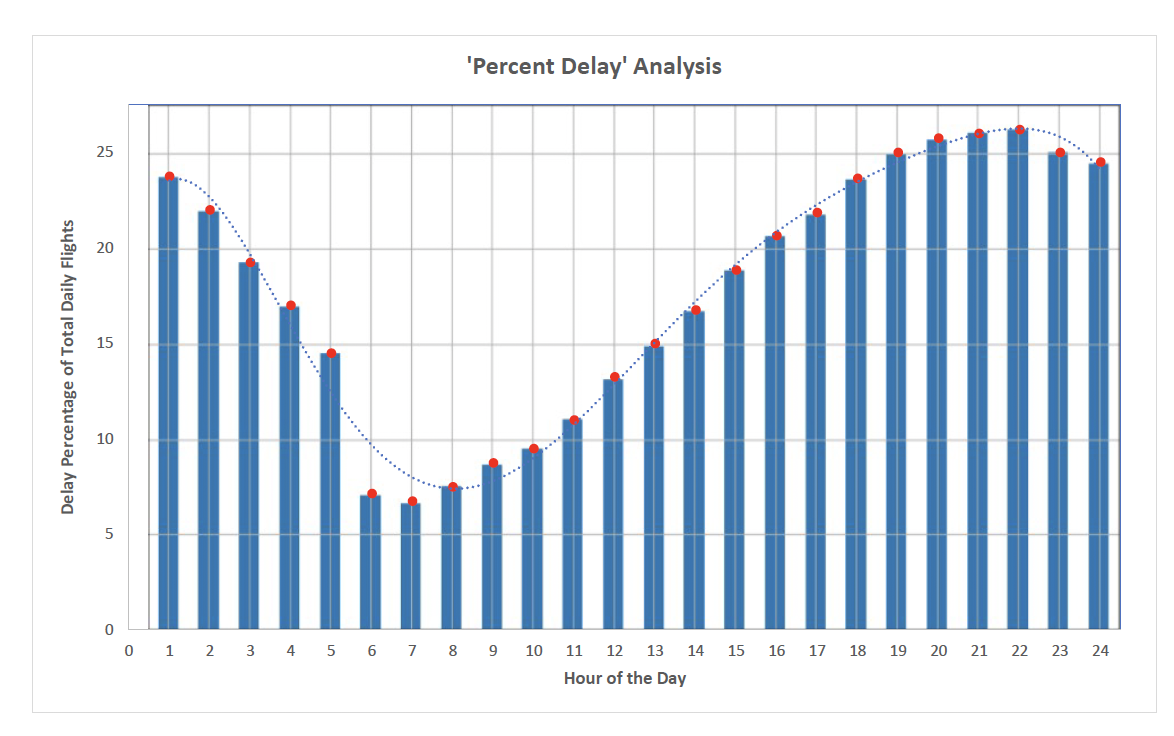 'Percent Delay' Analysis
Delay Percentage of Total Daily Flights
25
20
15
10
5
0
0 1 2 3 4 5 6 7 8 9 10 11 12 13 14 15 16 17 18 19 20 21 22 23 24
Hour of the Day